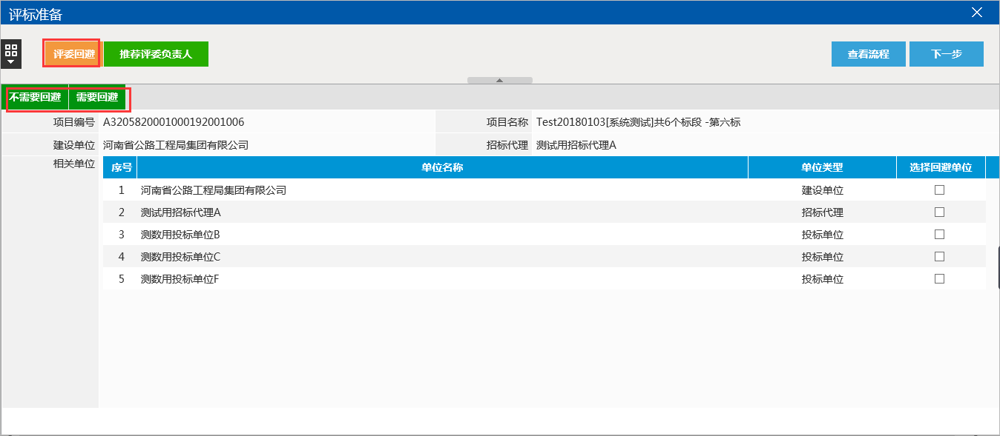 评标准备
评委回避 推荐评委负责人 查看流程 下一步
不需要回避 需要回避
项目编号 A3205820001000192001006 项目名称 Test20180103[系统测试]共6个标段 -第六标
建设单位 河南省公路工程局集团有限公司 招标代理 测试用招标代理A
相关单位 序号 单位名称 单位类型 选择回避单位
1 河南省公路工程局集团有限公司 建设单位
2 测试用招标代理A 招标代理
3 测数用投标单位B 投标单位
4 测数用投标单位C 投标单位
5 测数用投标单位F 投标单位